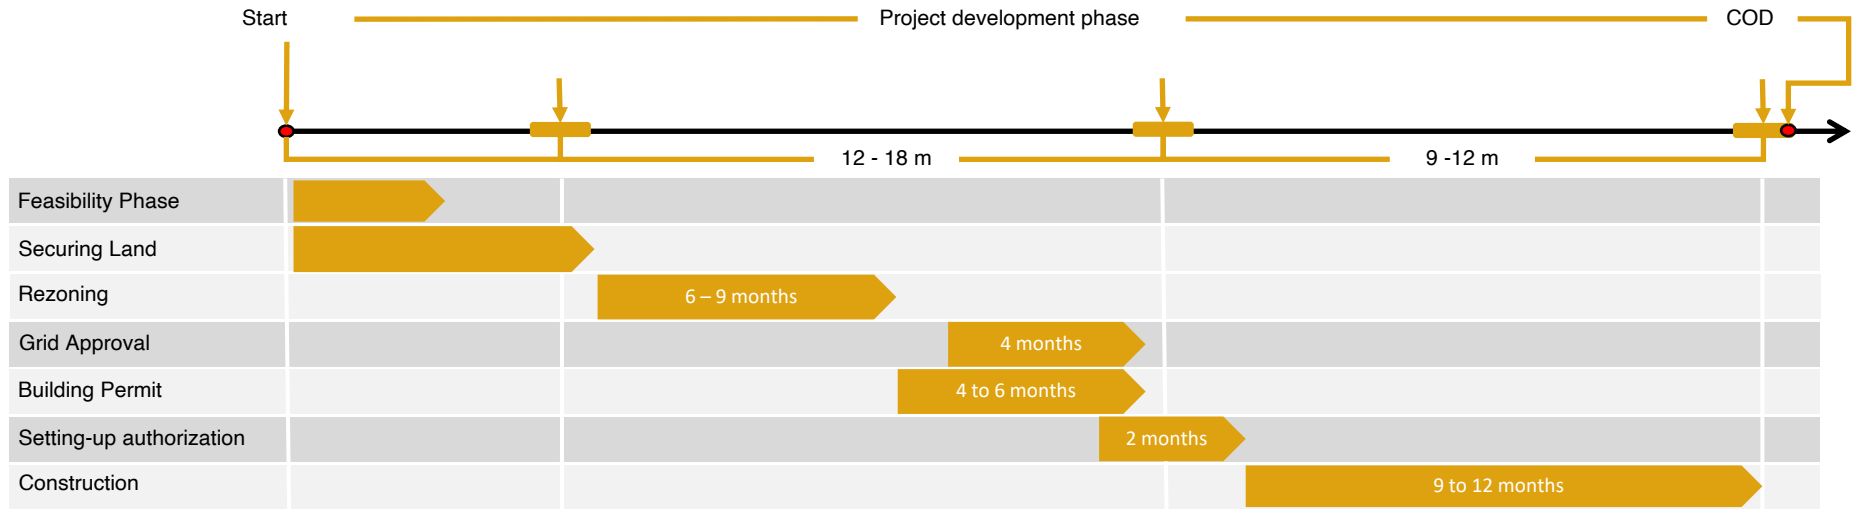 Start
Project development phase
COD
12 - 18 m
9 -12 m
Feasibility Phase
Securing Land
Rezoning
6 – 9 months
Grid Approval
4 months
Building Permit
4 to 6 months
Setting-up authorization
2 months
Construction
9 to 12 months